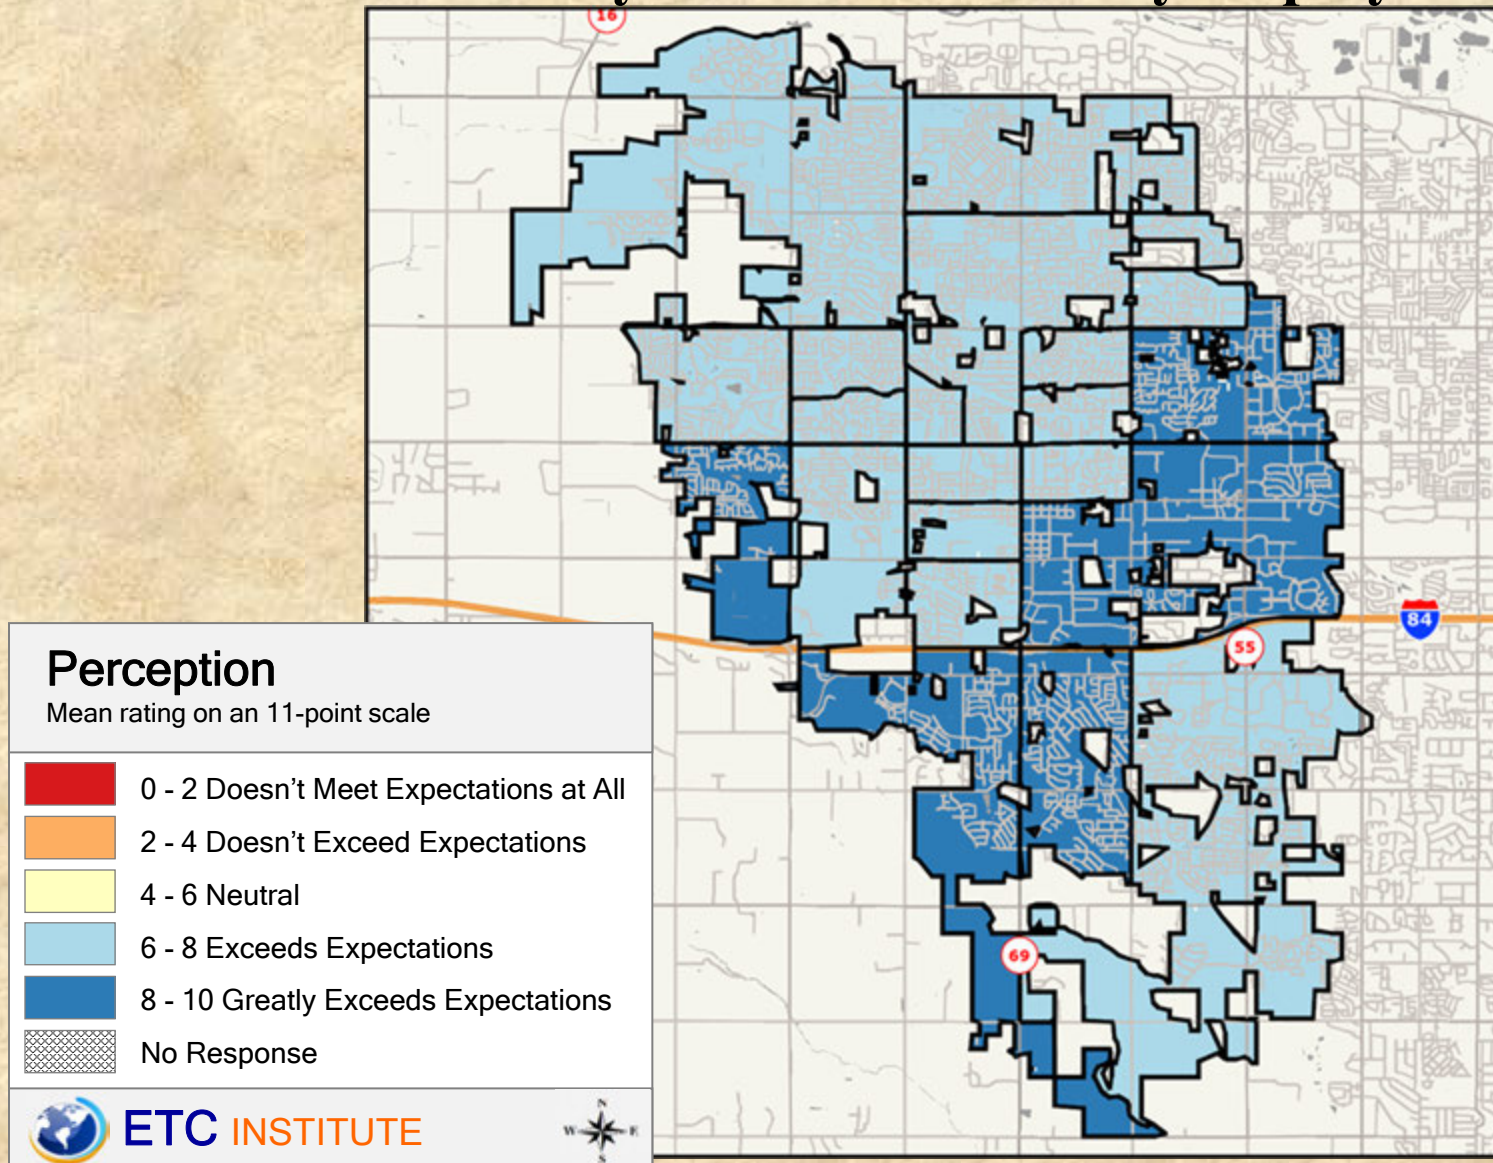 16
84
55
69
Perception
Mean rating on an 11-point scale
0 - 2 Doesn’t Meet Expectations at All
2 - 4 Doesn’t Exceed Expectations
4 - 6 Neutral
6 - 8 Exceeds Expectations
8 - 10 Greatly Exceeds Expectations
No Response
ETC INSTITUTE
N
W E
S